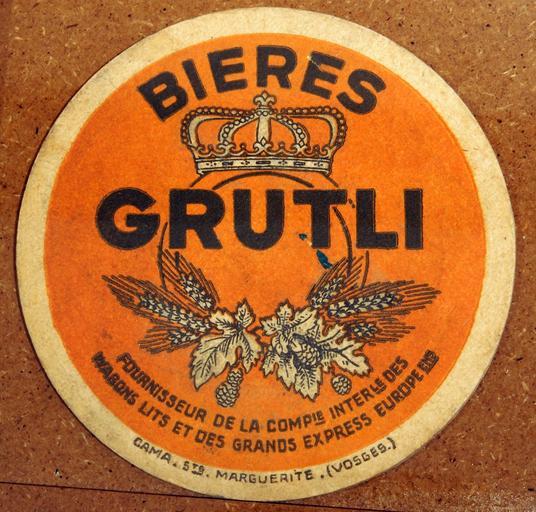 BIERES
GRUTLI
FOURNISSEUR DE LA COMPIE INTERLE DES
WAGONS LITS ET DES GRANDS EXPRESS EUROPEENS
GAMA. STE. MARGUERITE. (VOSGES.)